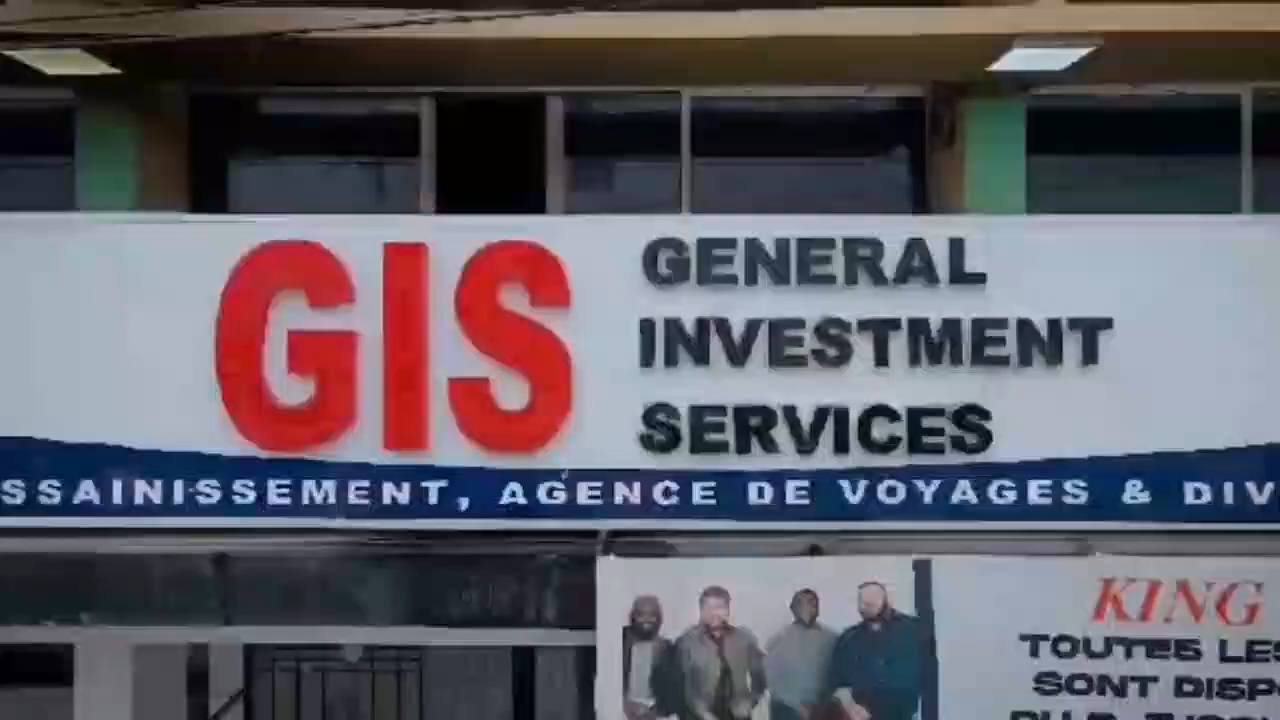 GIS
GENERAL
INVESTMENT
SERVICES
SSAINISSEMENT, AGENCE DE VOYAGES & DIV
KING
TOUTES LES
SONT DISP